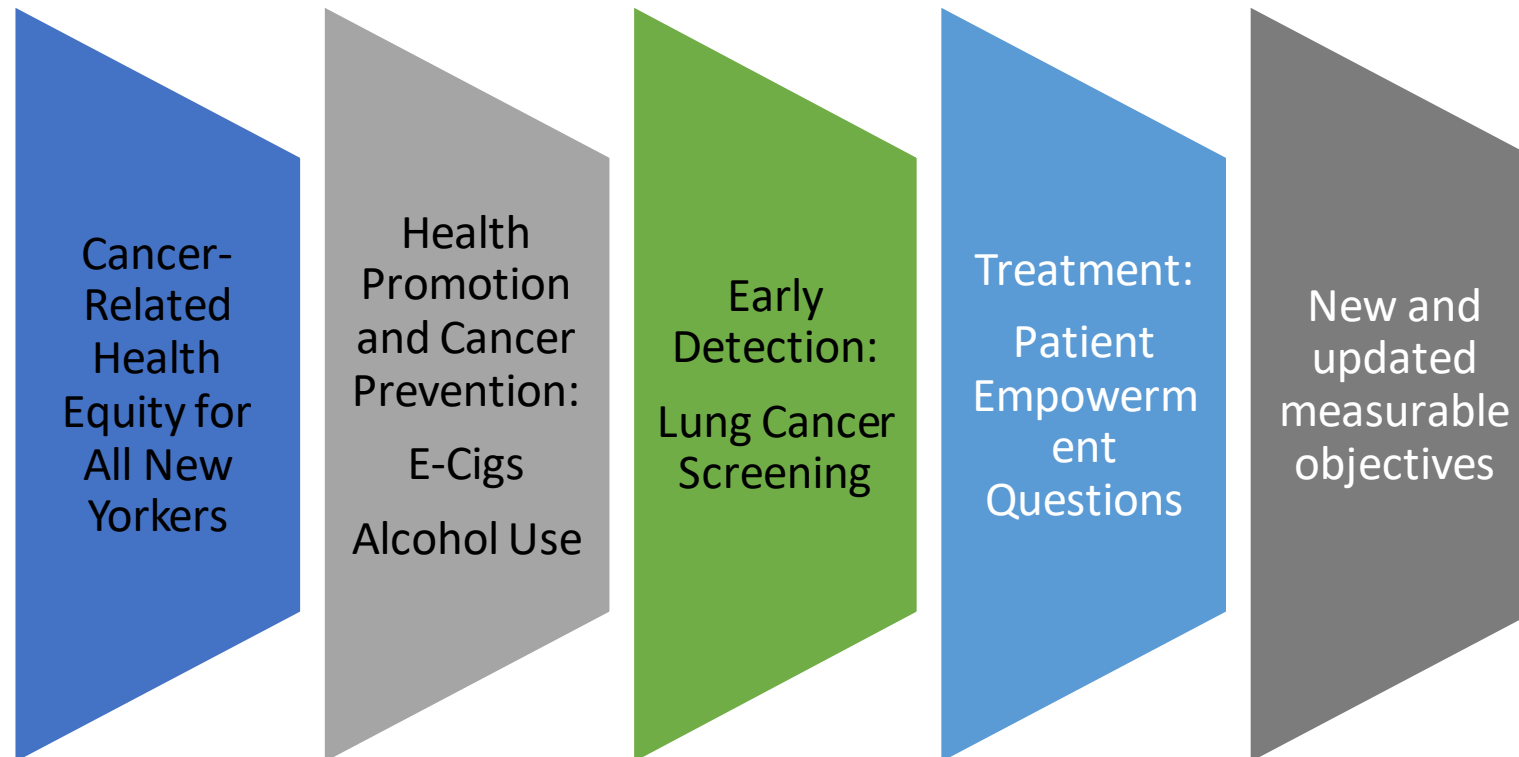 Cancer-
Related
Health
Equity for
All New
Yorkers
Health
Promotion
and Cancer
Prevention:
E-Cigs
Alcohol Use
Early
Detection:
Lung Cancer
Screening
Treatment:
Patient
Empowerm
ent
Questions
New and
updated
measurable
objectives